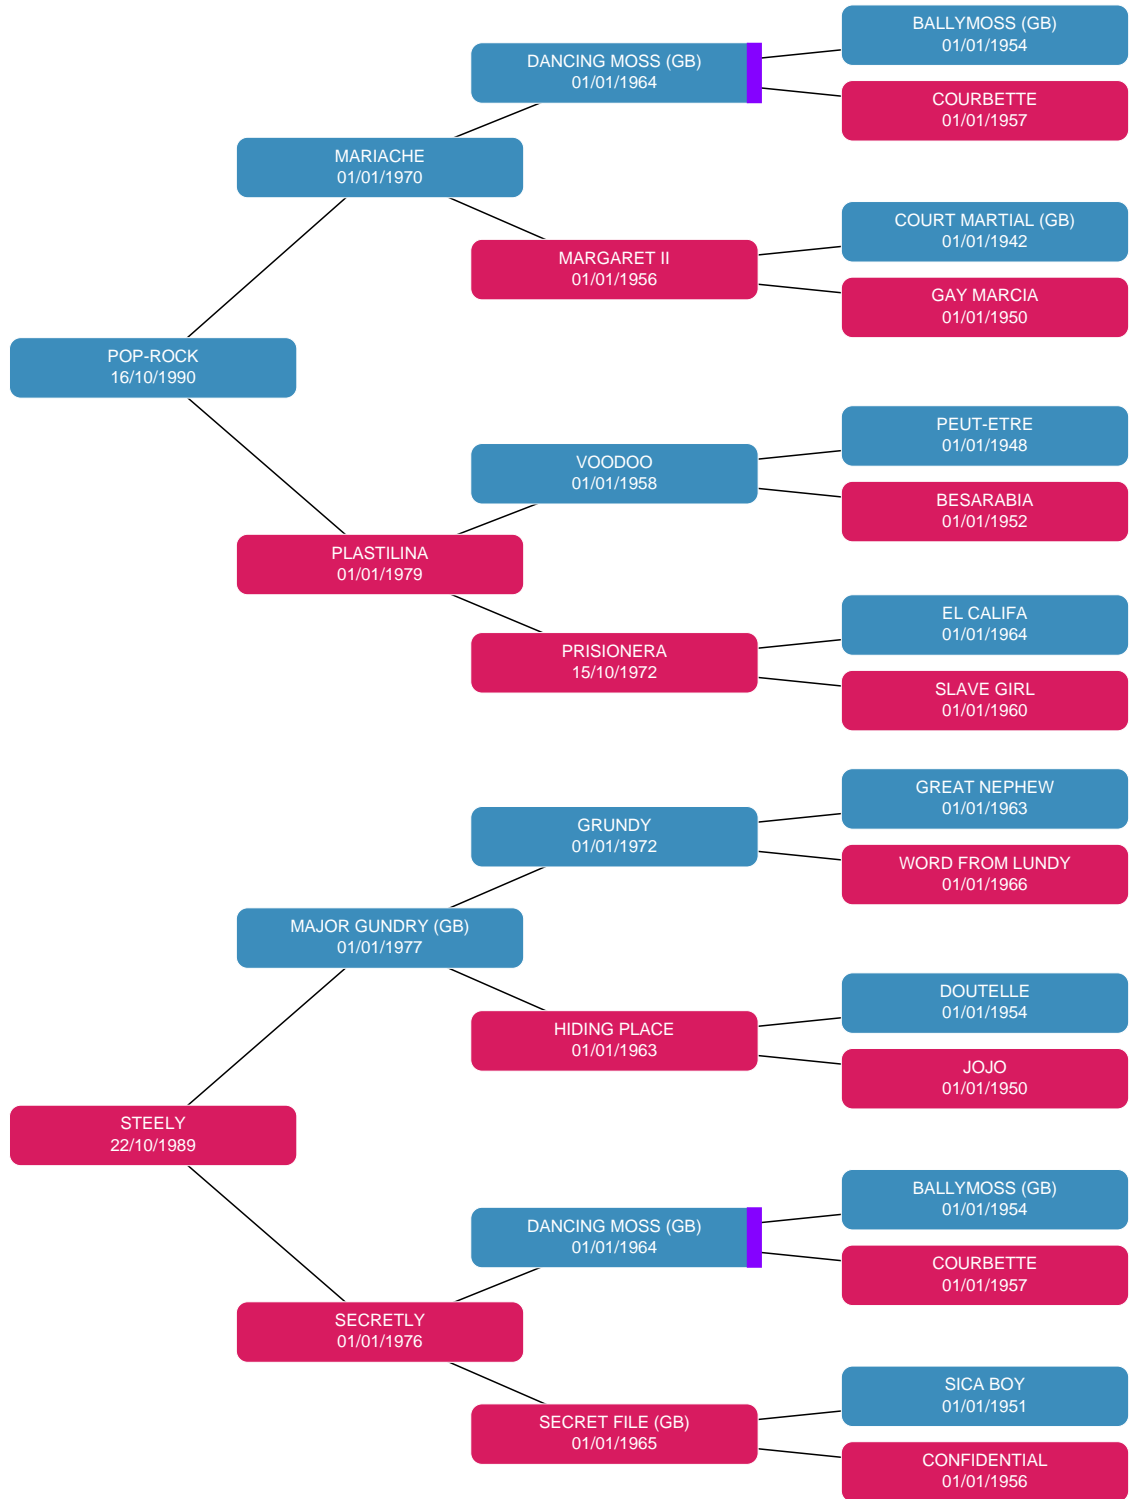 BALLYMOSS (GB)
01/01/1954
DANCING MOSS (GB)
01/01/1964
COURBETTE
01/01/1957
MARIACHE
01/01/1970
COURT MARTIAL (GB)
01/01/1942
MARGARET II
01/01/1956
GAY MARCIA
01/01/1950
POP-ROCK
16/10/1990
PEUT-ETRE
01/01/1948
VOODOO
01/01/1958
BESARABIA
01/01/1952
PLASTILINA
01/01/1979
EL CALIFA
01/01/1964
PRISIONERA
15/10/1972
SLAVE GIRL
01/01/1960
GREAT NEPHEW
01/01/1963
GRUNDY
01/01/1972
WORD FROM LUNDY
01/01/1966
MAJOR GUNDRY (GB)
01/01/1977
DOUTELLE
01/01/1954
HIDING PLACE
01/01/1963
JOJO
01/01/1950
STEELY
22/10/1989
BALLYMOSS (GB)
01/01/1954
DANCING MOSS (GB)
01/01/1964
COURBETTE
01/01/1957
SECRETLY
01/01/1976
SICA BOY
01/01/1951
SECRET FILE (GB)
01/01/1965
CONFIDENTIAL
01/01/1956